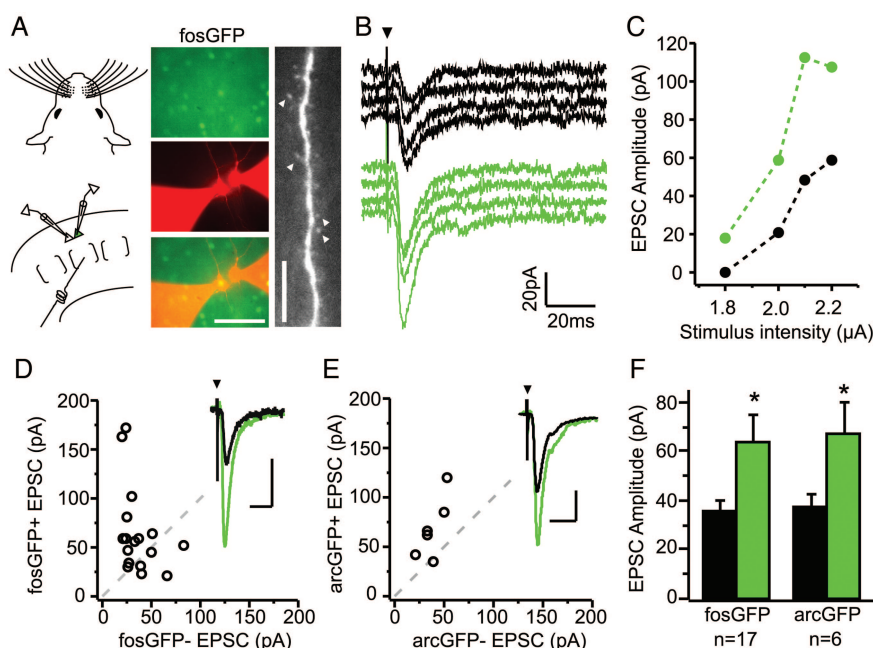 A
fosGFP
B
20pA
20ms
C
EPSC Amplitude (pA)
120
100
80
60
40
20
0
1.8
2.0
2.2
Stimulus intensity (µA)
D
fosGFP+ EPSC (pA)
200
150
100
50
0
0
50
100
150
200
fosGFP- EPSC (pA)
E
arcGFP+ EPSC (pA)
200
150
100
50
0
0
50
100
150
200
arcGFP- EPSC (pA)
F
EPSC Amplitude (pA)
80
60
40
20
0
*
*
fosGFP
arcGFP
n=17
n=6